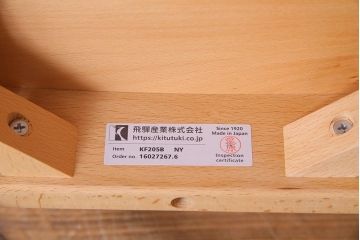 飛騨産業株式会社
https://kitutuki.co.jp
Since 1920
Made in Japan
Item KF205B NY
Order no. 16027267.6
Inspection
certificate